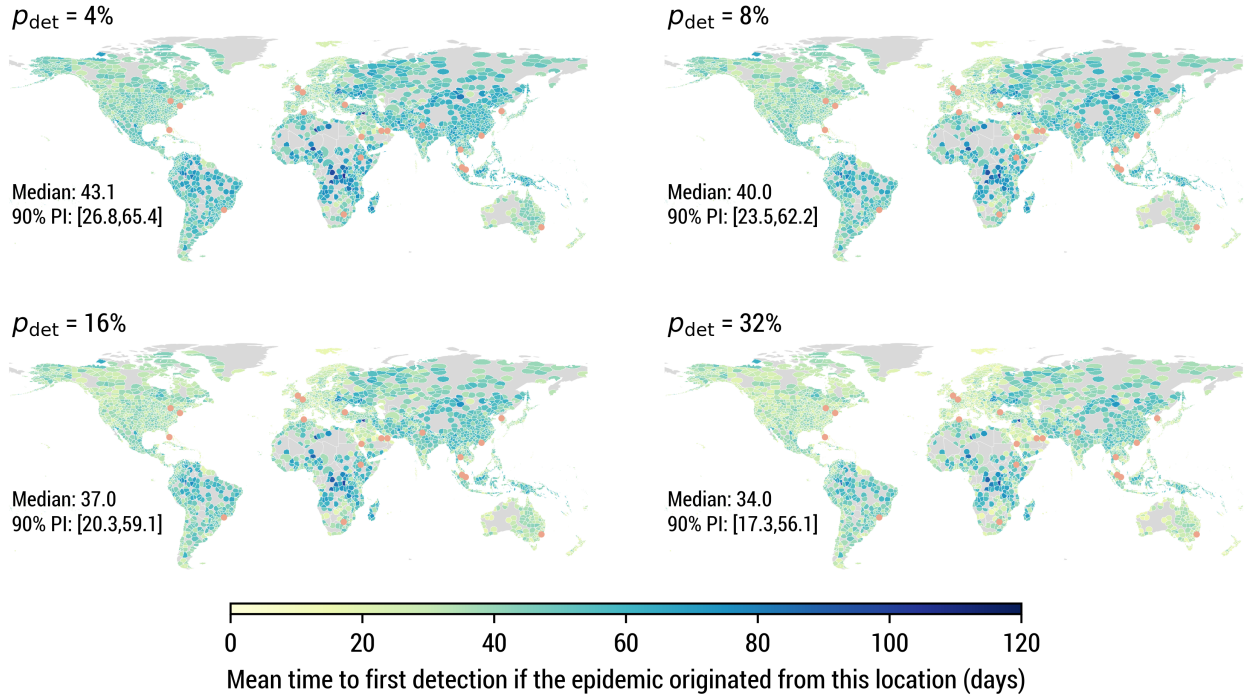 p_det = 4%
p_det = 8%
Median: 43.1
90% PI: [26.8,65.4]
Median: 40.0
90% PI: [23.5,62.2]
p_det = 16%
p_det = 32%
Median: 37.0
90% PI: [20.3,59.1]
Median: 34.0
90% PI: [17.3,56.1]
0 20 40 60 80 100 120
Mean time to first detection if the epidemic originated from this location (days)